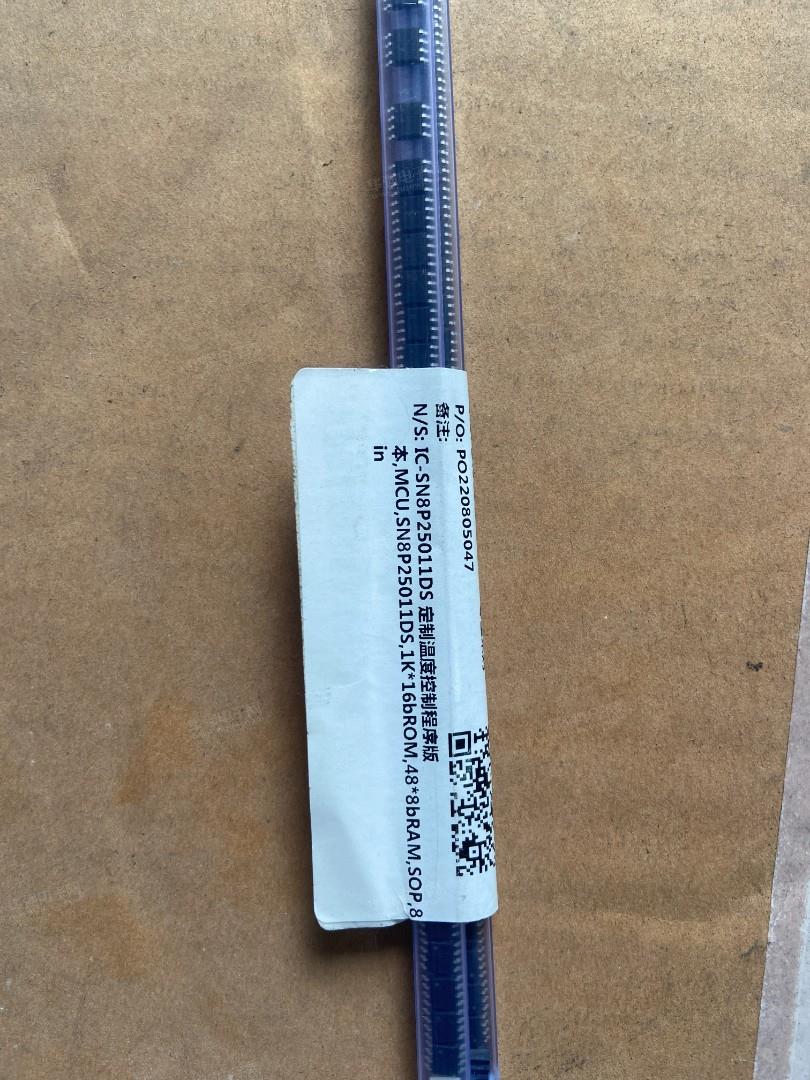 P/O: PO220805047
备注:
N/S: IC-SN8P25011DS 定制温度控制程序版
本,MCU,SN8P25011DS,1K*16bROM,48*8bRAM,SOP,8
in